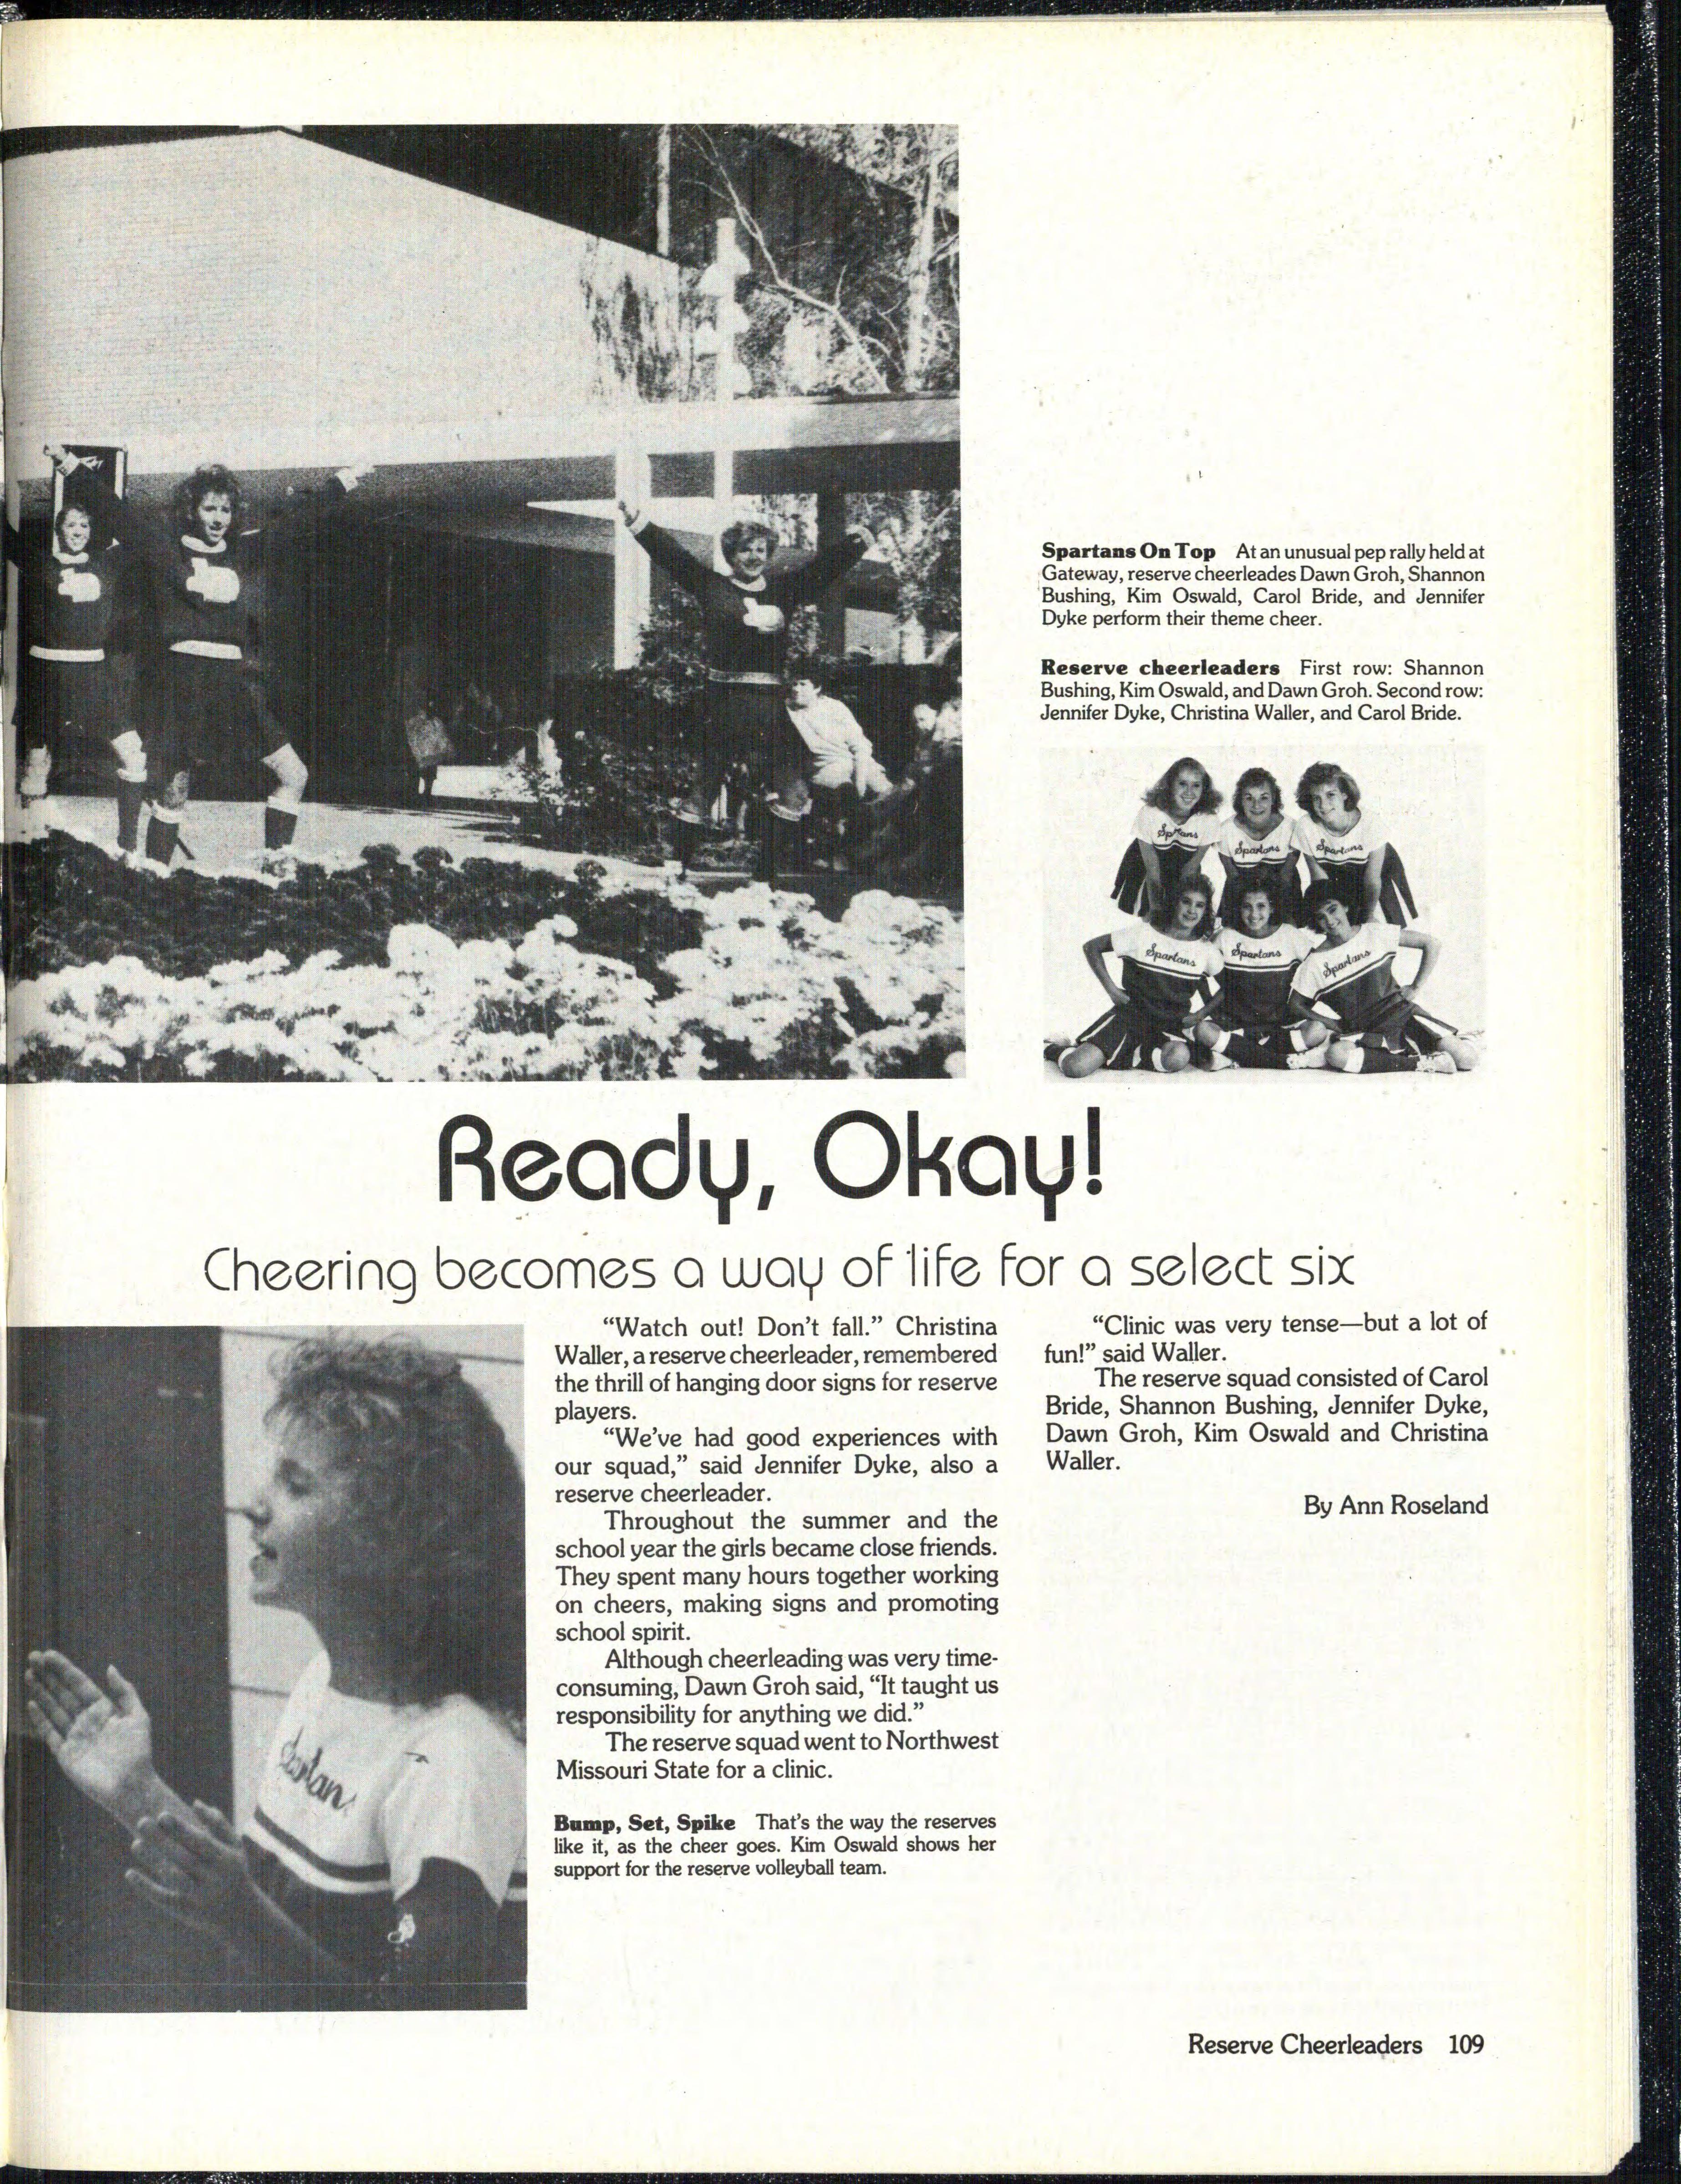 Spartans On Top At an unusual pep rally held at
Gateway, reserve cheerleades Dawn Groh, Shannon
Bushing, Kim Oswald, Carol Bride, and Jennifer
Dyke perform their theme cheer.
Reserve cheerleaders First row: Shannon
Bushing, Kim Oswald, and Dawn Groh. Second row:
Jennifer Dyke, Christina Waller, and Carol Bride.
Spartans
Spartans
Spartans
Spartans
Spartans
Spartans
Ready, Okay!
Cheering becomes a way of life for a select six
Spartans
“Watch out! Don't fall.” Christina
Waller, a reserve cheerleader, remembered
the thrill of hanging door signs for reserve
players.
“We've had good experiences with
our squad,” said Jennifer Dyke, also a
reserve cheerleader.
Throughout the summer and the
school year the girls became close friends.
They spent many hours together working
on cheers, making signs and promoting
school spirit.
Although cheerleading was very time-
consuming, Dawn Groh said, “It taught us
responsibility for anything we did.”
The reserve squad went to Northwest
Missouri State for a clinic.
Bump, Set, Spike That's the way the reserves
like it, as the cheer goes. Kim Oswald shows her
support for the reserve volleyball team.
“Clinic was very tense—but a lot of
fun!” said Waller.
The reserve squad consisted of Carol
Bride, Shannon Bushing, Jennifer Dyke,
Dawn Groh, Kim Oswald and Christina
Waller.
By Ann Roseland
Reserve Cheerleaders 109